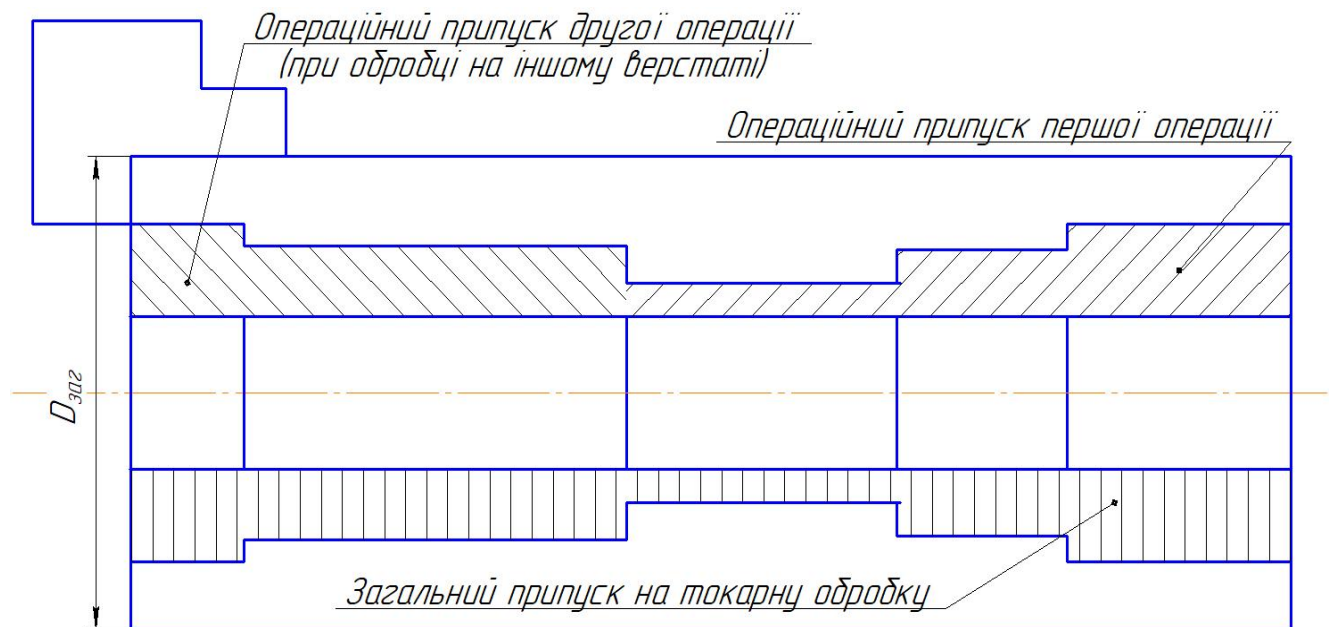 Операційний припуск другої операції
(при обробці на іншому верстаті)
Операційний припуск першої операції
Dзаг
Загальний припуск на токарну обробку